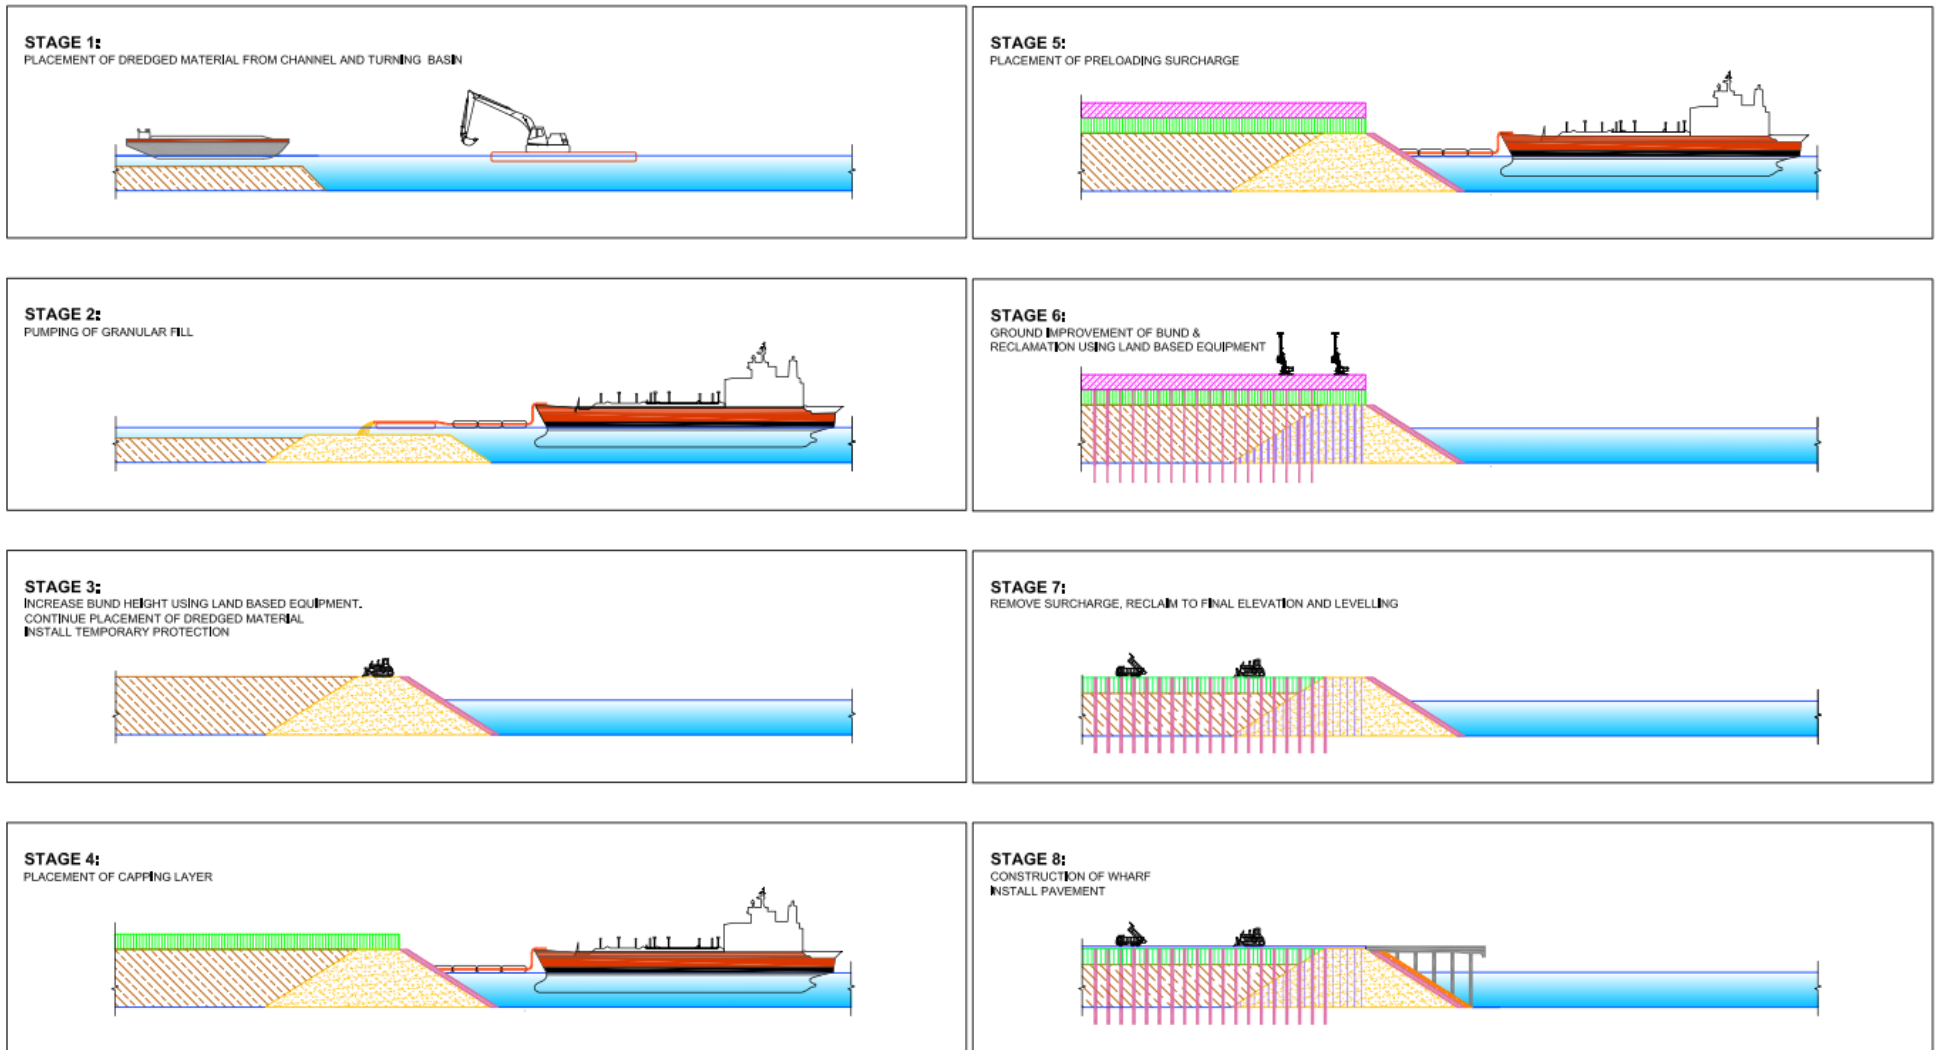 STAGE 1:
PLACEMENT OF DREDGED MATERIAL FROM CHANNEL AND TURNING BASIN
STAGE 2:
PUMPING OF GRANULAR FILL
STAGE 3:
INCREASE BUND HEIGHT USING LAND BASED EQUIPMENT.
CONTINUE PLACEMENT OF DREDGED MATERIAL
INSTALL TEMPORARY PROTECTION
STAGE 4:
PLACEMENT OF CAPPING LAYER
STAGE 5:
PLACEMENT OF PRELOADING SURCHARGE
STAGE 6:
GROUND IMPROVEMENT OF BUND &
RECLAMATION USING LAND BASED EQUIPMENT
STAGE 7:
REMOVE SURCHARGE, RECLAIM TO FINAL ELEVATION AND LEVELLING
STAGE 8:
CONSTRUCTION OF WHARF
INSTALL PAVEMENT